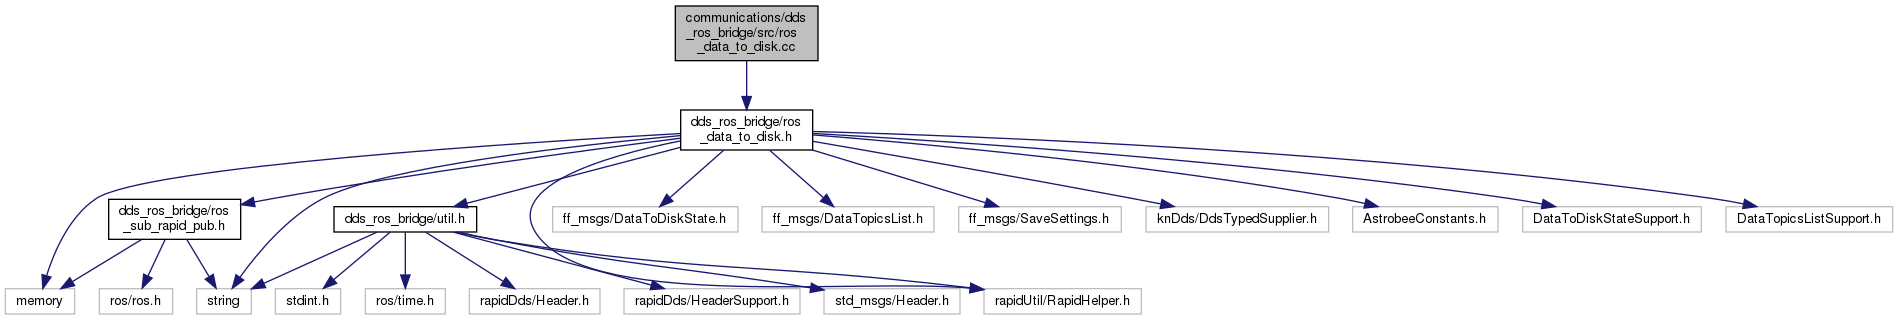 communications/dds
_ros_bridge/src/ros
_data_to_disk.cc
dds_ros_bridge/ros
_data_to_disk.h
dds_ros_bridge/ros
_sub_rapid_pub.h
dds_ros_bridge/util.h
ff_msgs/DataToDiskState.h
ff_msgs/DataTopicsList.h
ff_msgs/SaveSettings.h
knDds/DdsTypedSupplier.h
AstrobeeConstants.h
DataToDiskStateSupport.h
DataTopicsListSupport.h
memory
ros/ros.h
string
stdint.h
ros/time.h
rapidDds/Header.h
rapidDds/HeaderSupport.h
std_msgs/Header.h
rapidUtil/RapidHelper.h